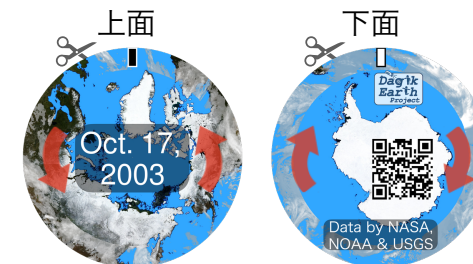 上面
下面
Oct. 17,
2003
Dagik
Earth
Project
Data by NASA,
NOAA & USGS